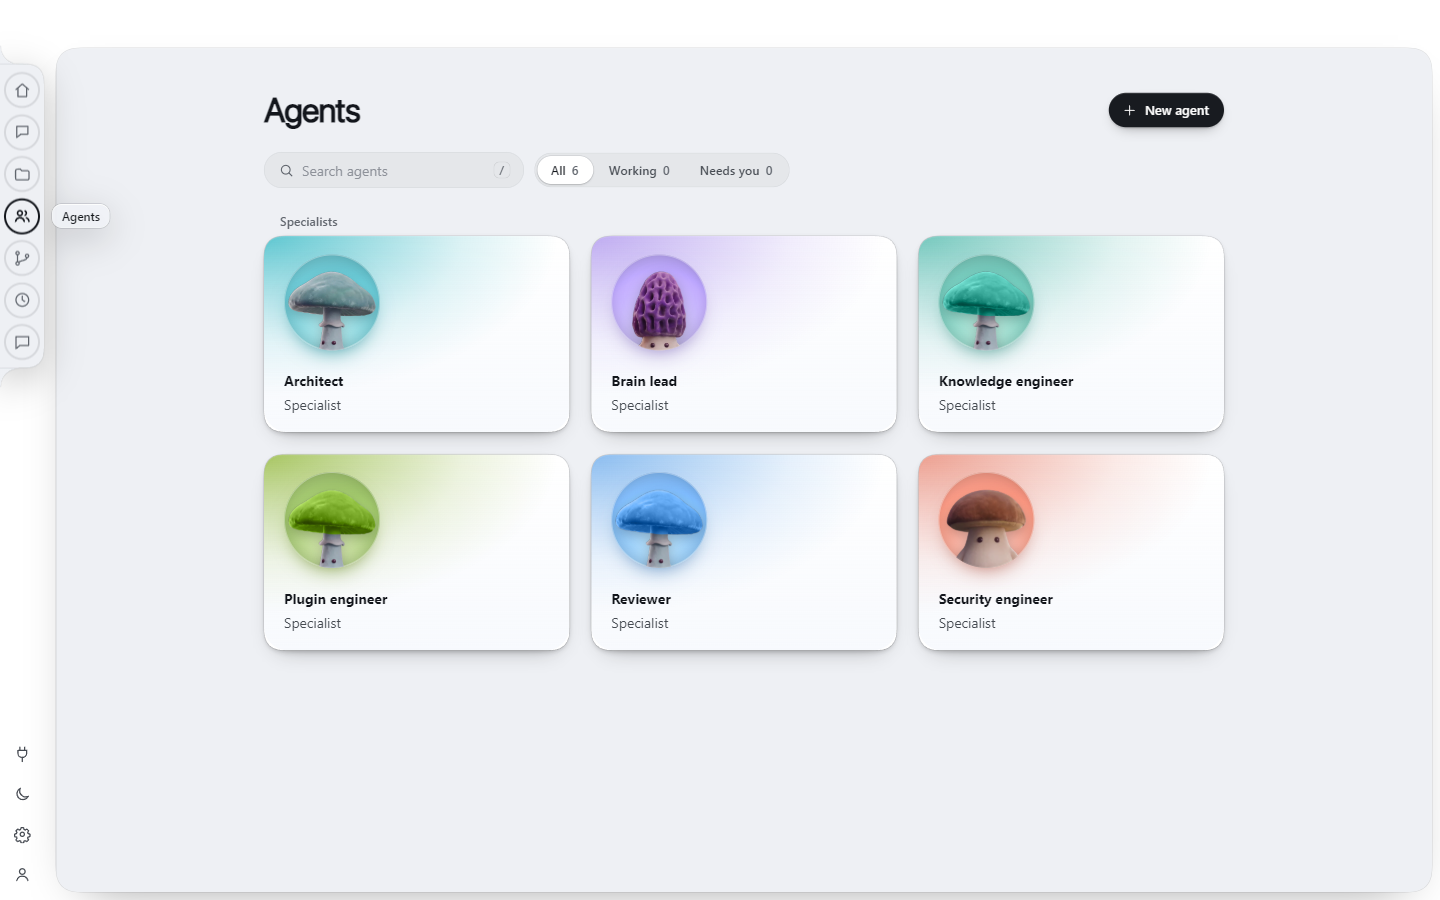 Agents
New agent
Search agents /
All 6 Working 0 Needs you 0
Agents
Specialists
Architect
Specialist
Brain lead
Specialist
Knowledge engineer
Specialist
Plugin engineer
Specialist
Reviewer
Specialist
Security engineer
Specialist